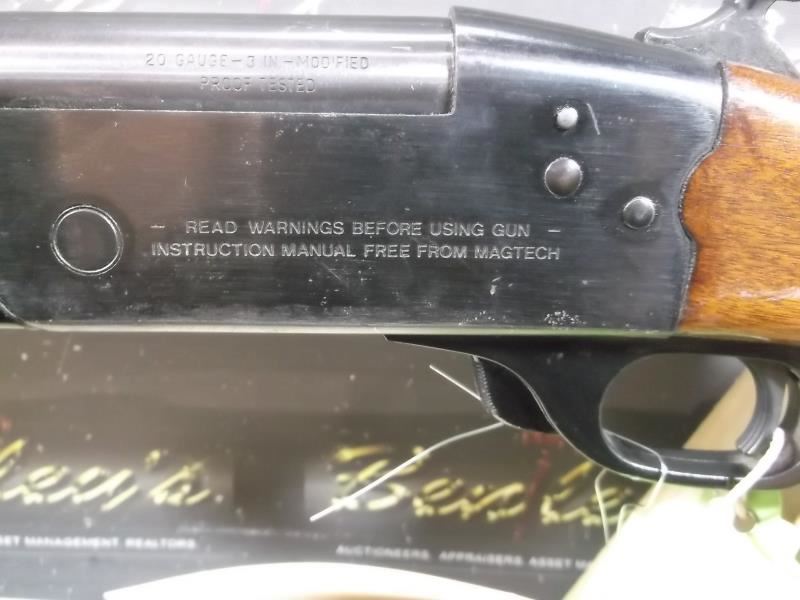 20 GAUGE-3 IN-MODIFIED
PROOF TESTED
- READ WARNINGS BEFORE USING GUN -
INSTRUCTION MANUAL FREE FROM MAGTECH
ASSET MANAGEMENT REALTORS
AUCTIONEERS APPRAISERS ASSET